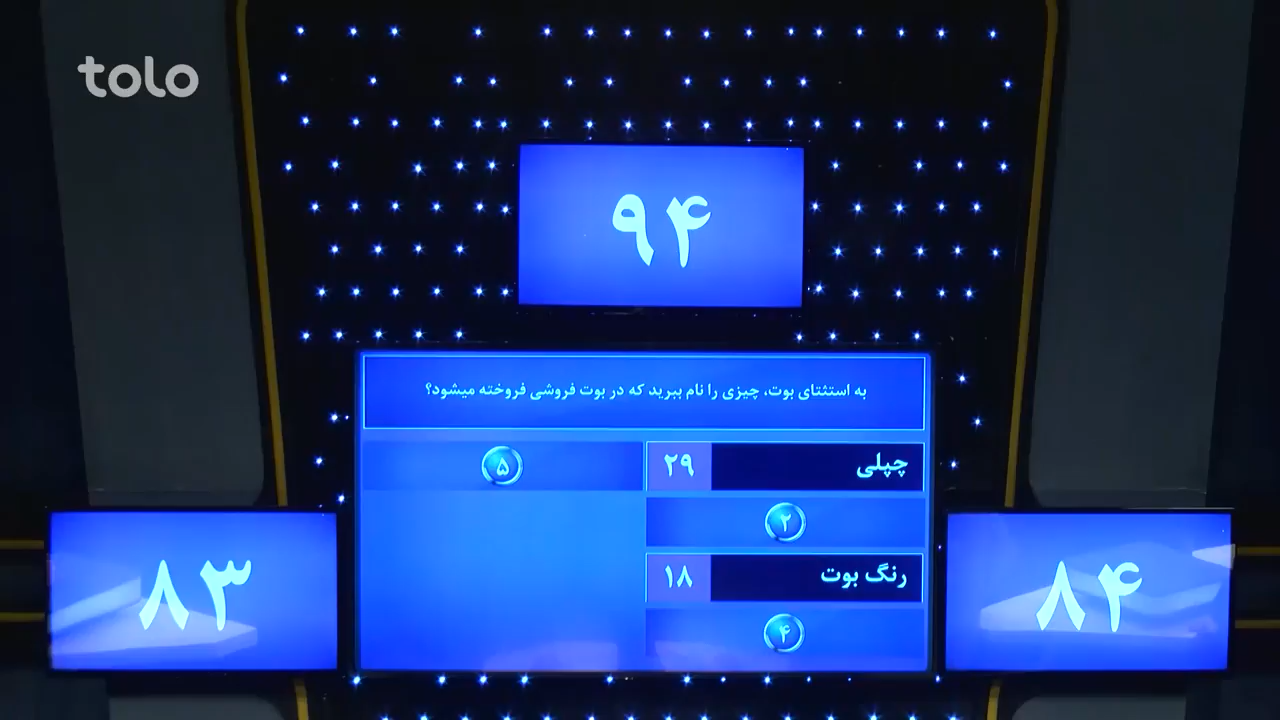 tolo
۹۴
به استثنای بوت، چیزی را نام ببرید که در بوت فروشی فروخته میشود؟
چپلی ۲۹
۲
رنگ بوت ۱۸
۴
۵
۸۳
۸۴